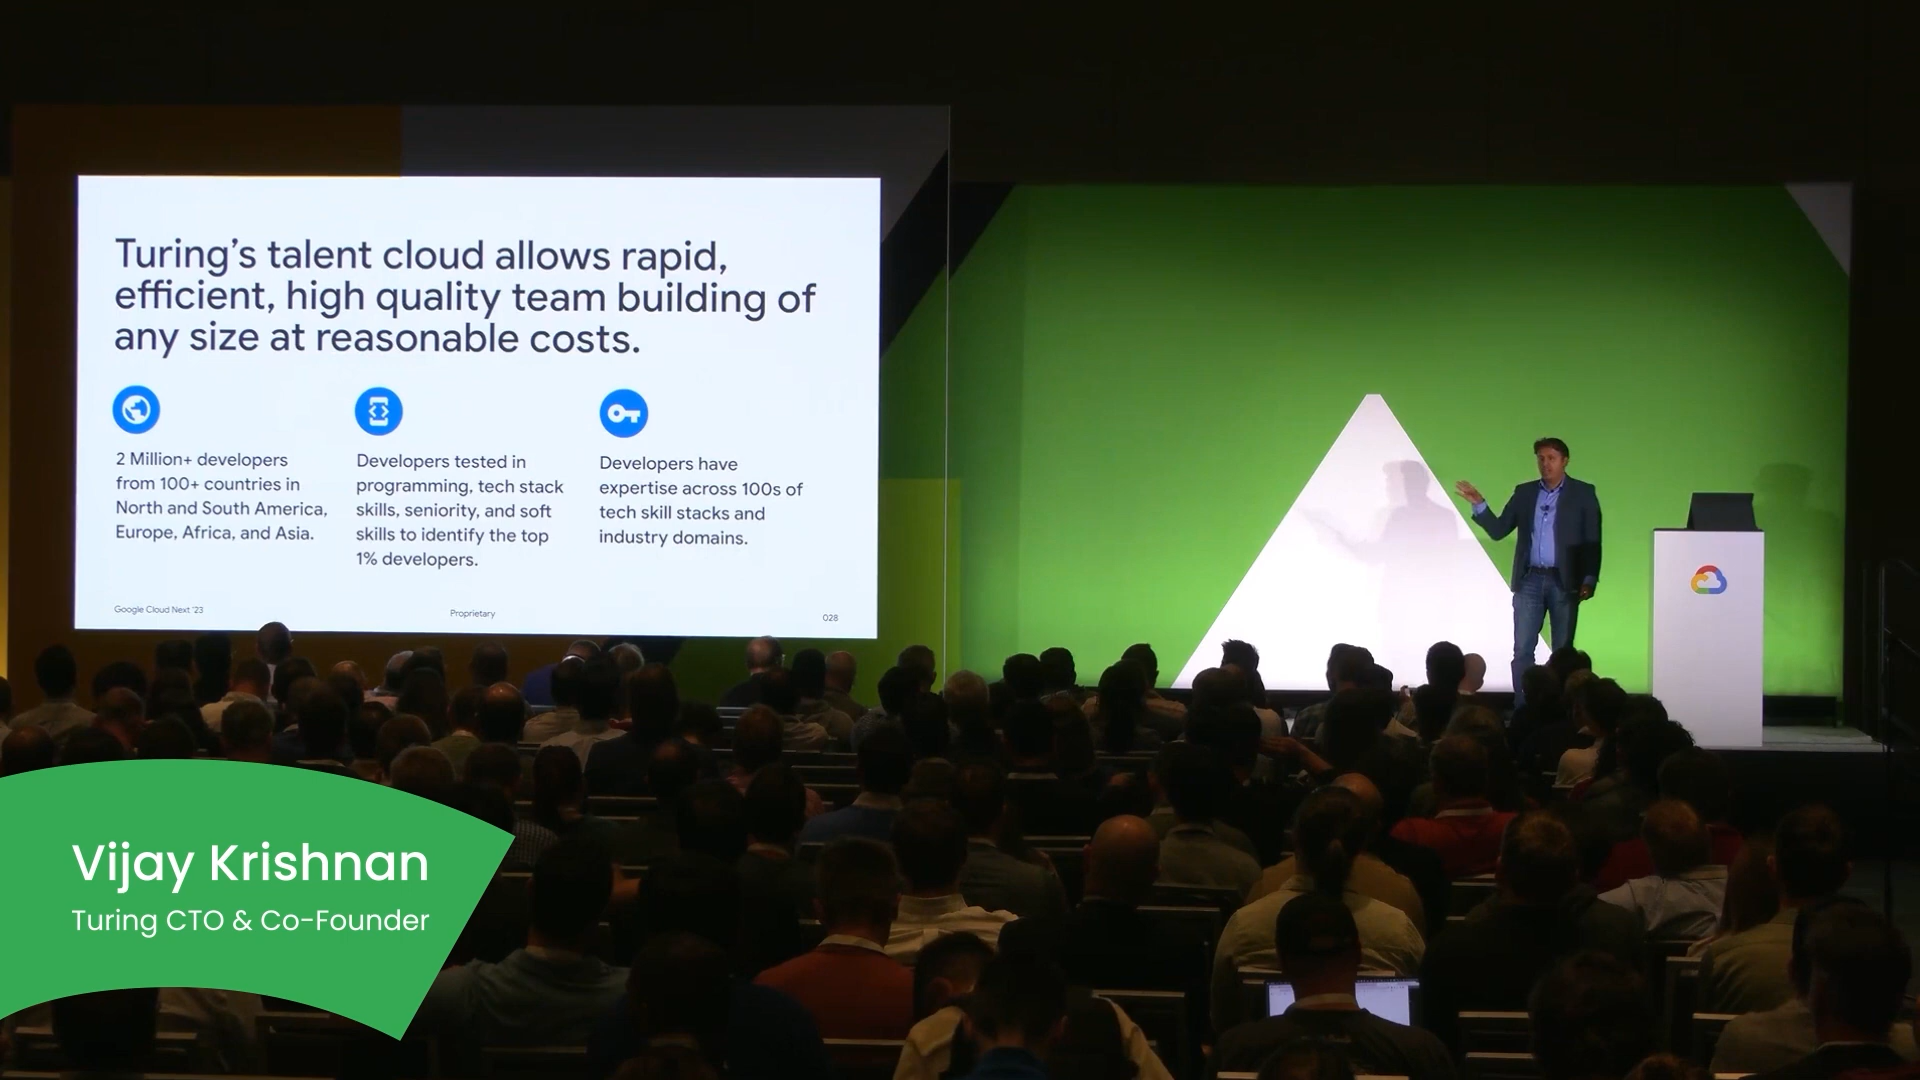 Turing’s talent cloud allows rapid,
efficient, high quality team building of
any size at reasonable costs.
2 Million+ developers
from 100+ countries in
North and South America,
Europe, Africa, and Asia.
Developers tested in
programming, tech stack
skills, seniority, and soft
skills to identify the top
1% developers.
Developers have
expertise across 100s of
tech skill stacks and
industry domains.
Google Cloud Next '23
Proprietary
028
Vijay Krishnan
Turing CTO & Co-Founder